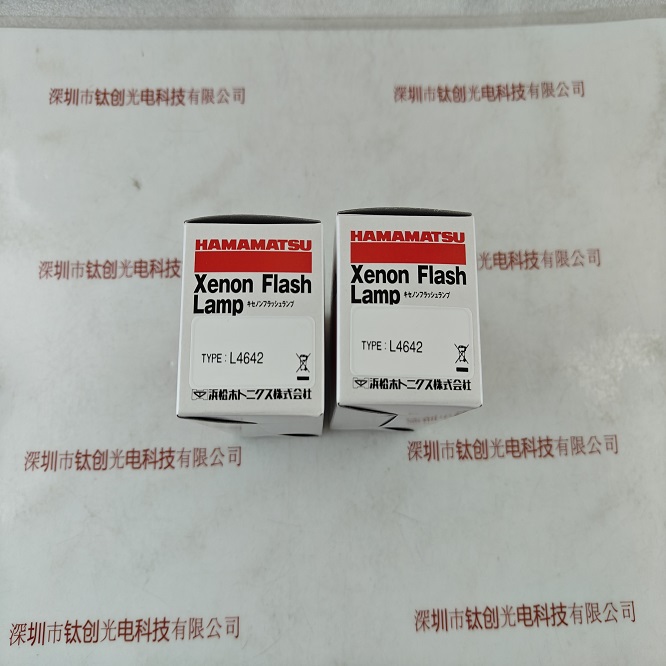 深圳市钛创光电科技有限公司
深圳市钛创光电科技有限公司
深圳市钛创光电科技有限公司
深圳市钛创光电科技有限公司
HAMAMATSU
Xenon Flash
Lamp キセノンフラッシュランプ
TYPE : L4642
浜松ホトニクス株式会社
HAMAMATSU
Xenon Flash
Lamp キセノンフラッシュランプ
TYPE : L4642
浜松ホトニクス株式会社
深圳市钛创光电科技有限公司
深圳市钛创光电科技有限公司
深圳市钛创光电科技有限公司
深圳市钛创光电科技有限公司